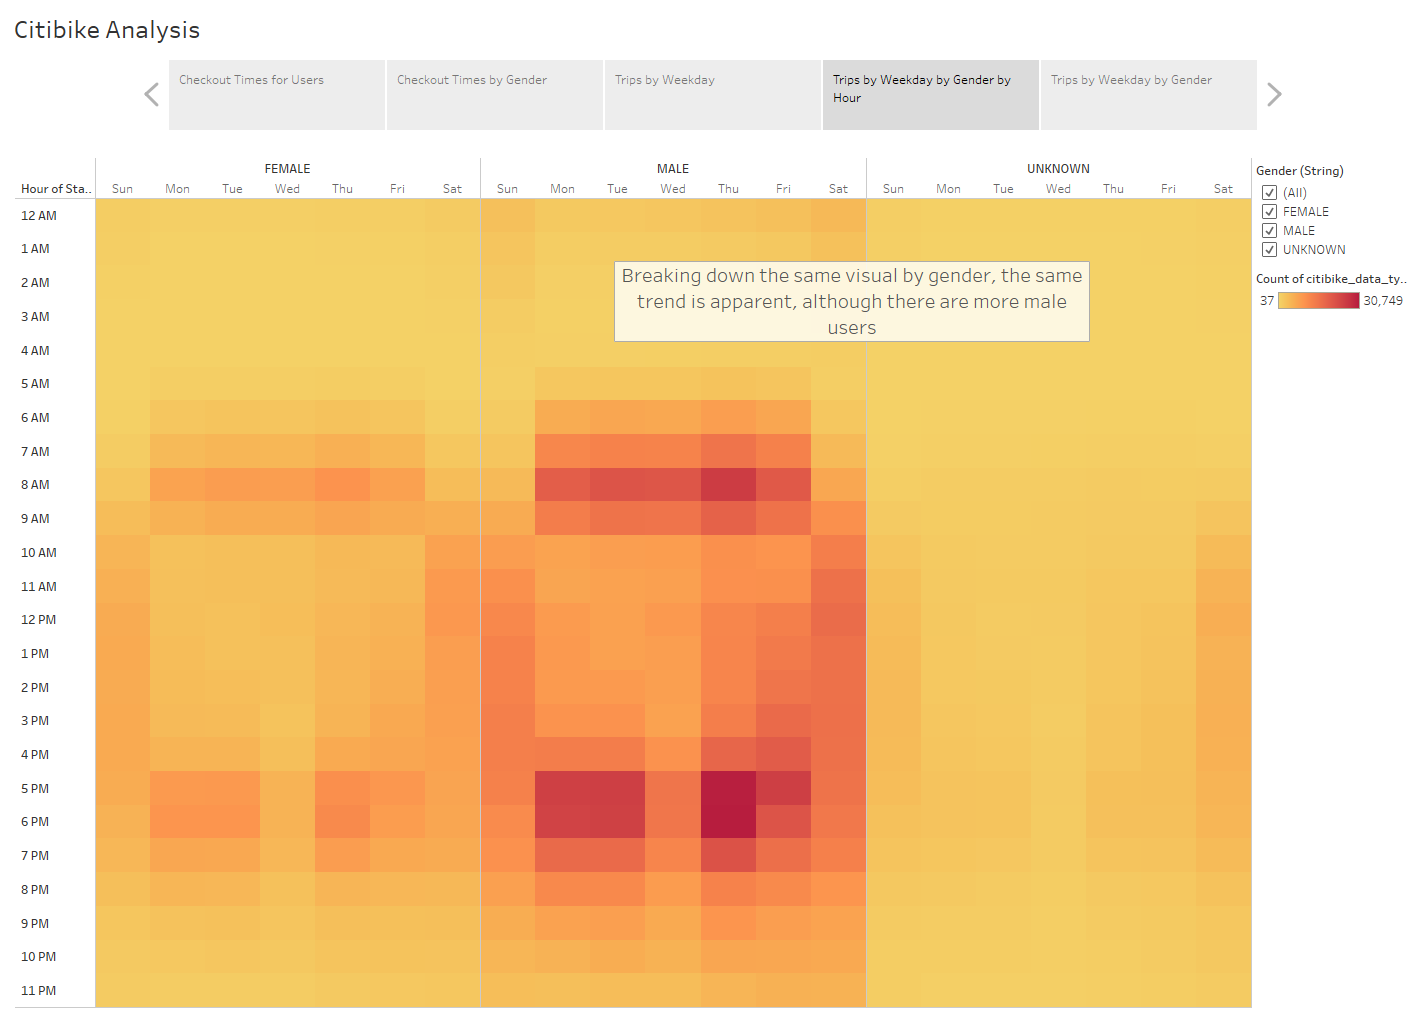 Citibike Analysis
Checkout Times for Users
Checkout Times by Gender
Trips by Weekday
Trips by Weekday by Gender by
Hour
Trips by Weekday by Gender
FEMALE MALE UNKNOWN
Hour of Sta.. Sun Mon Tue Wed Thu Fri Sat Sun Mon Tue Wed Thu Fri Sat Sun Mon Tue Wed Thu Fri Sat
12 AM
1 AM
2 AM
3 AM
4 AM
5 AM
6 AM
7 AM
8 AM
9 AM
10 AM
11 AM
12 PM
1 PM
2 PM
3 PM
4 PM
5 PM
6 PM
7 PM
8 PM
9 PM
10 PM
11 PM
Breaking down the same visual by gender, the same
trend is apparent, although there are more male
users
Gender (String)
(All)
FEMALE
MALE
UNKNOWN
Count of citibike_data_ty..
37 30,749